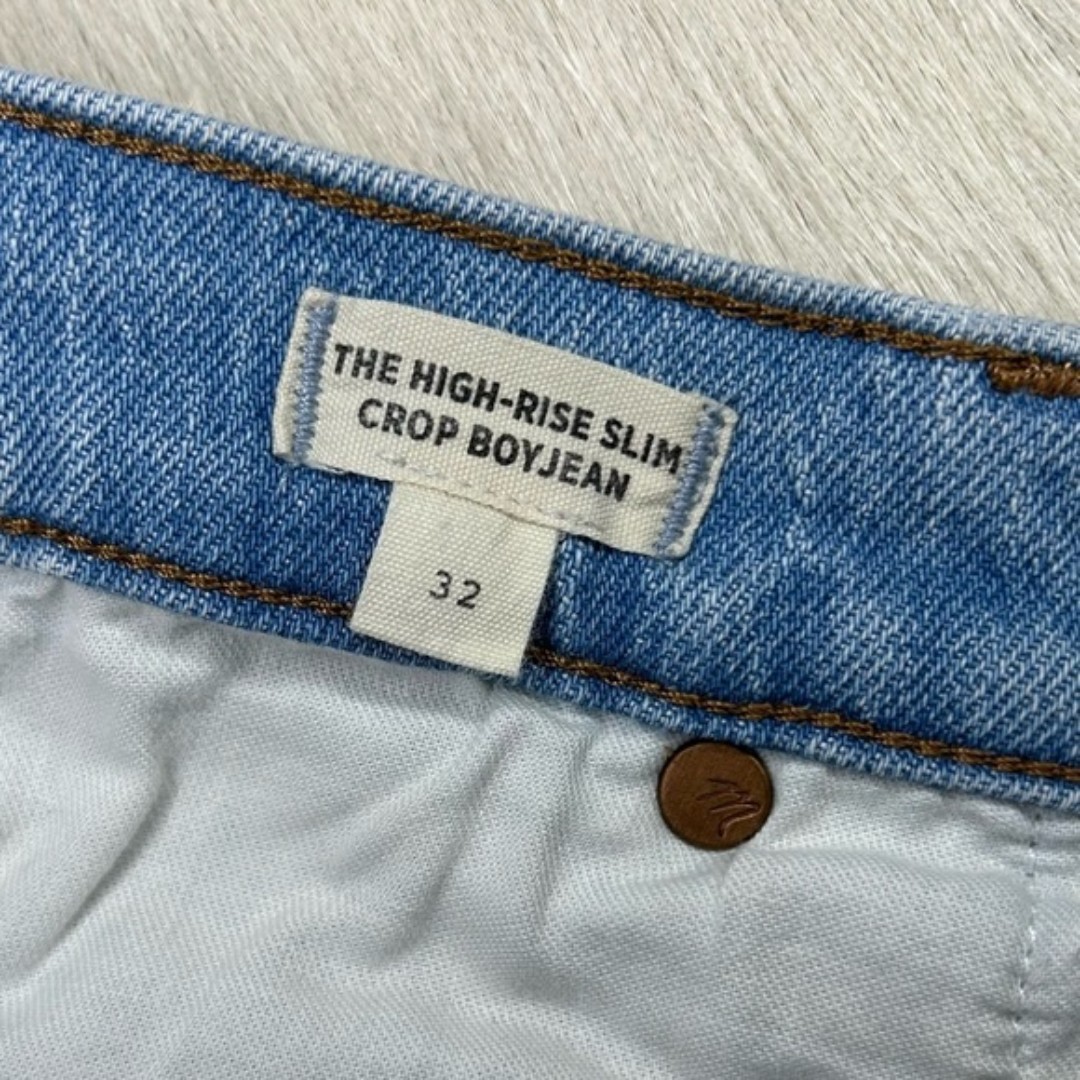 THE HIGH-RISE SLIM
CROP BOYJEAN
32
M